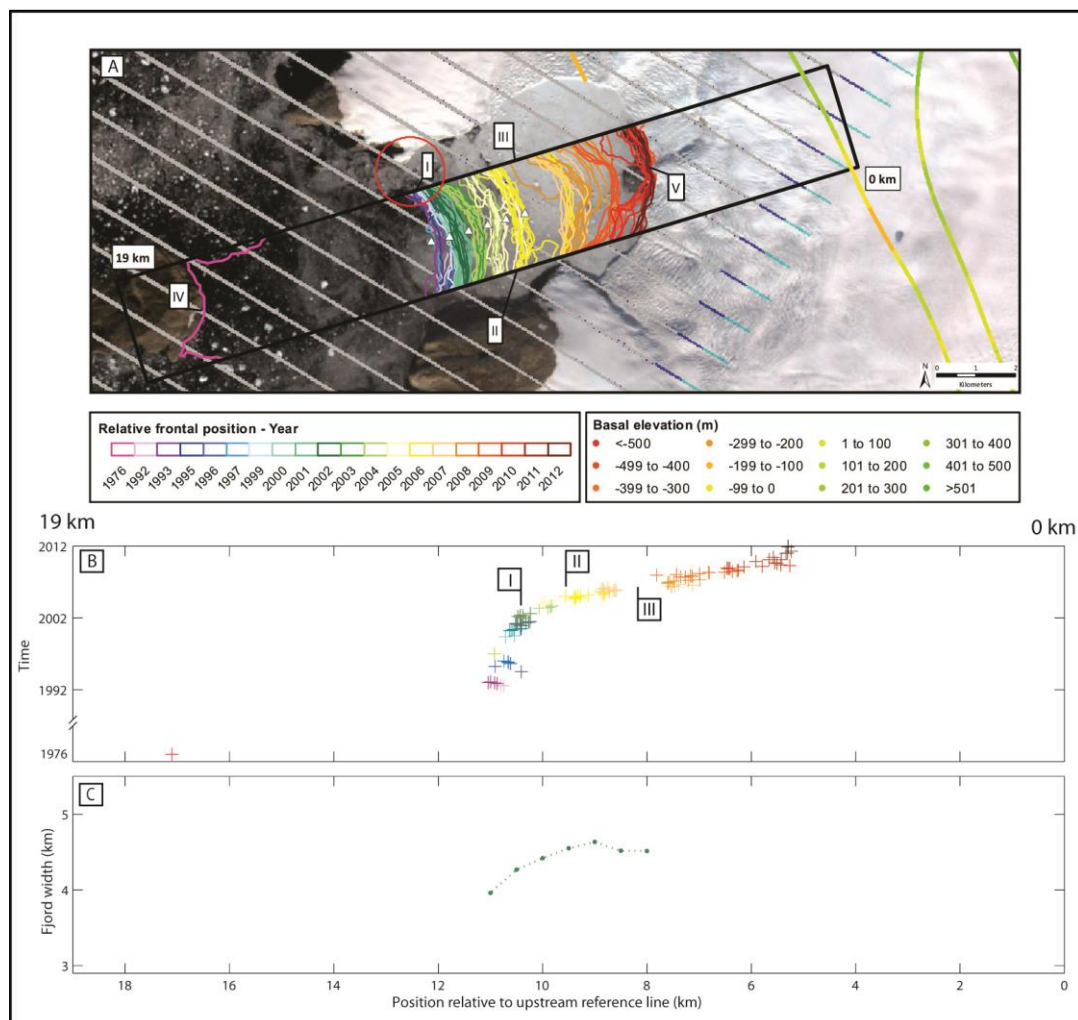 A
I
III
0 km
V
19 km
IV
II
N
0 1 2
Kilometers
Relative frontal position - Year
1976 1992 1993 1995 1996 1997 1999 2000 2001 2002 2003 2004 2005 2006 2007 2008 2009 2010 2011 2012
Basal elevation (m)
<-500 -299 to -200 1 to 100 301 to 400
-499 to -400 -199 to -100 101 to 200 401 to 500
-399 to -300 -99 to 0 201 to 300 >501
19 km 0 km
2012
B
II
I
2002
III
Time
1992
1976
C
5
Fjord width (km)
4
3
18 16 14 12 10 8 6 4 2 0
Position relative to upstream reference line (km)